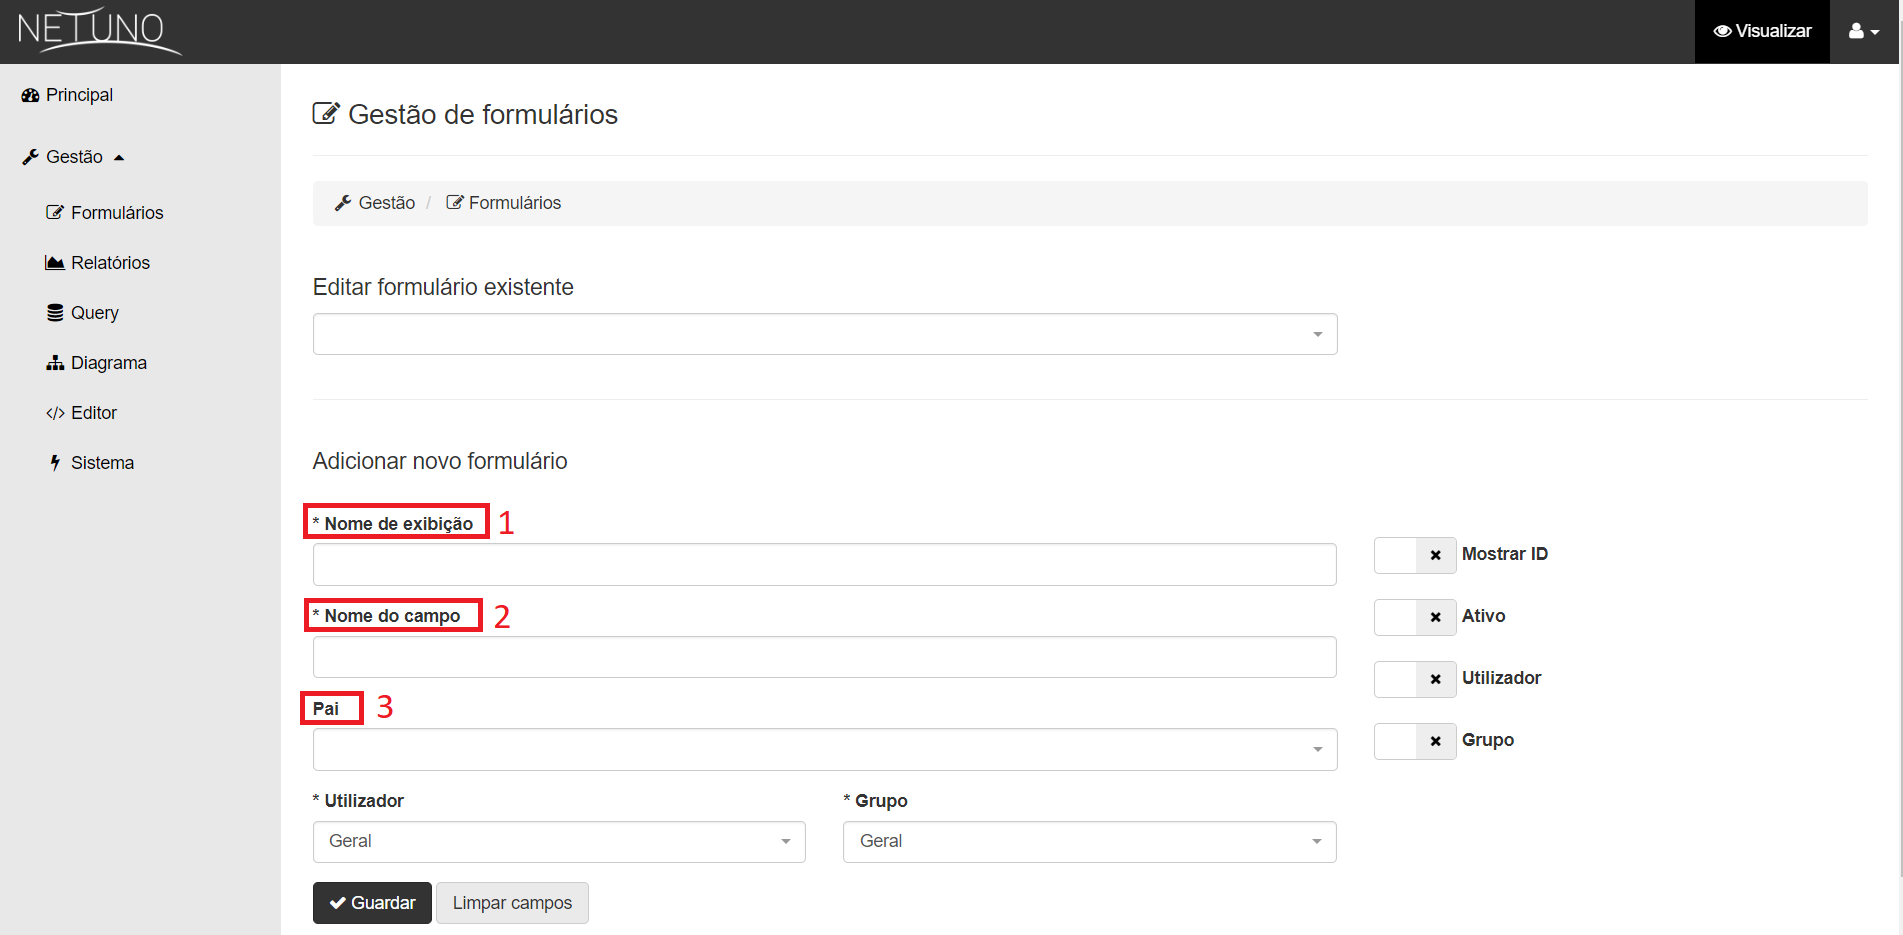 NETUNO
Visualizar
Principal
Gestão
Formulários
Relatórios
Query
Diagrama
Editor
Sistema
Gestão de formulários
Gestão / Formulários
Editar formulário existente
Adicionar novo formulário
* Nome de exibição 1
* Nome do campo 2
Pai 3
* Utilizador
Geral
* Grupo
Geral
Guardar
Limpar campos
Mostrar ID
Ativo
Utilizador
Grupo